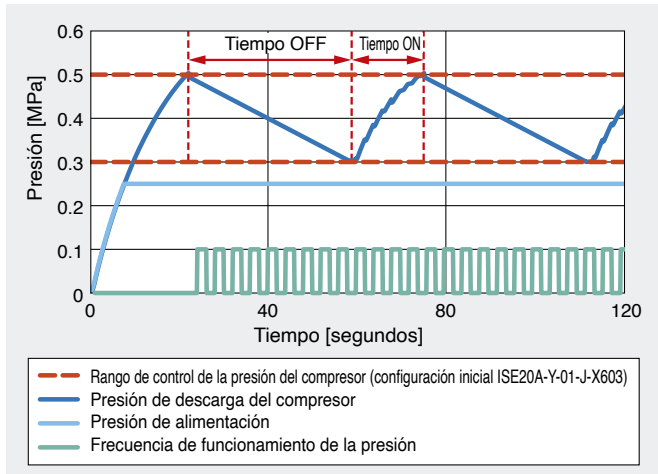 0.6
0.5
0.4
0.3
0.2
0.1
0
Presión [MPa]
Tiempo OFF
Tiempo ON
0
40
80
120
Tiempo [segundos]
Rango de control de la presión del compresor (configuración inicial ISE20A-Y-01-J-X603)
Presión de descarga del compresor
Presión de alimentación
Frecuencia de funcionamiento de la presión